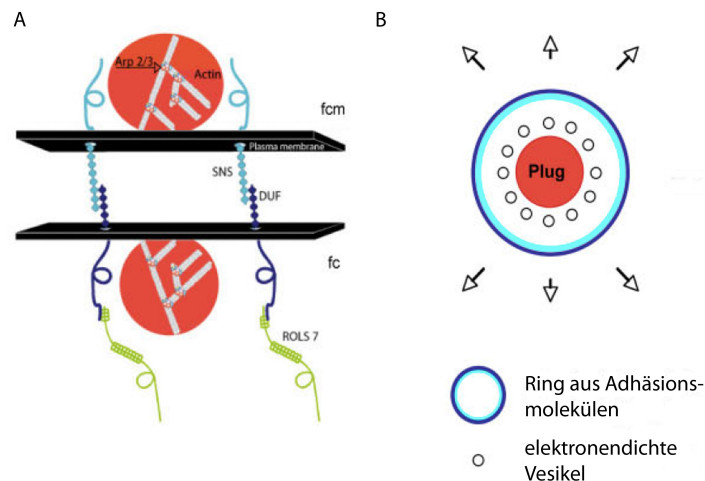 A
Arp 2/3
Actin
fcm
Plasma membrane
SNS
DUF
fc
ROLS 7
B
Plug
Ring aus Adhäsions-
molekülen
elektronendichte
Vesikel